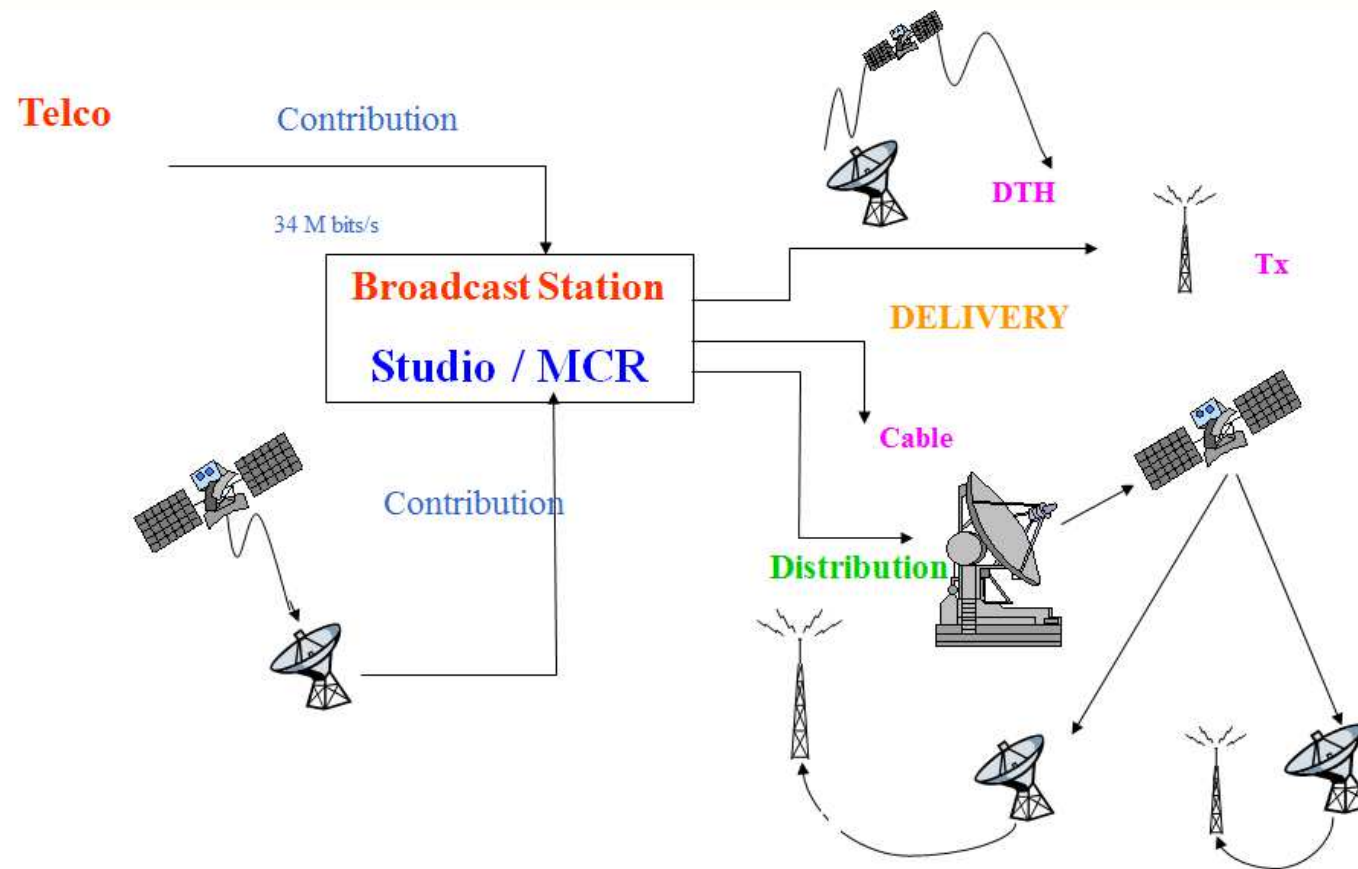 Telco
Contribution
34 M bits/s
Broadcast Station
Studio / MCR
Contribution
DTH
Tx
DELIVERY
Cable
Distribution